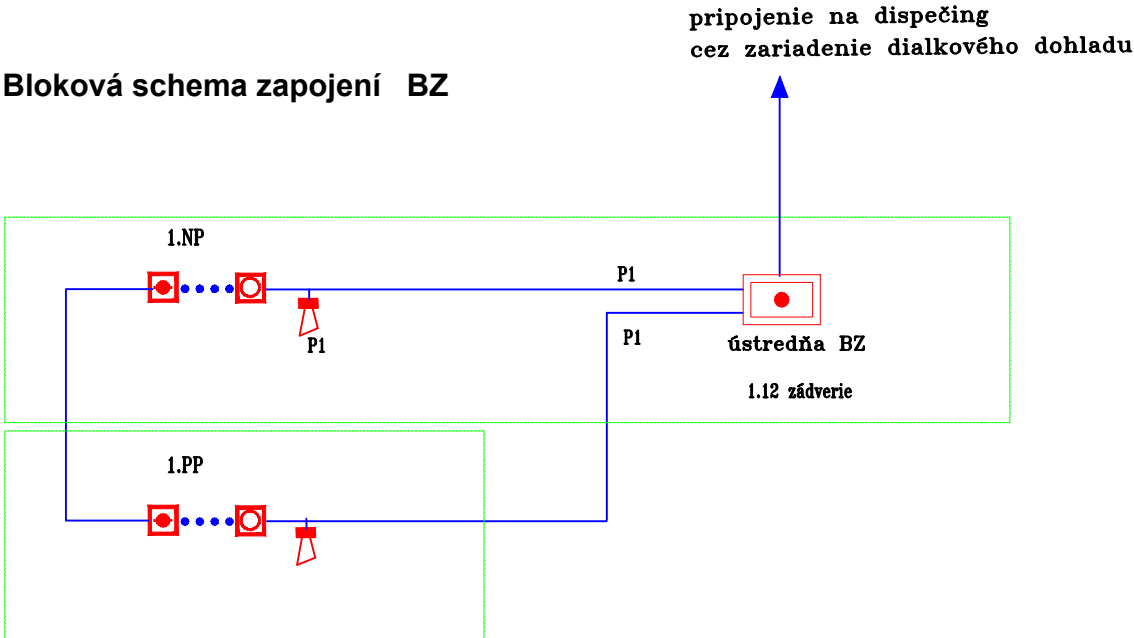 pripojenie na dispečing
cez zariadenie dialkového dohladu
Bloková schema zapojení BZ
1.NP
P1
P1
P1
ústredňa BZ
1.12 zádverie
1.PP